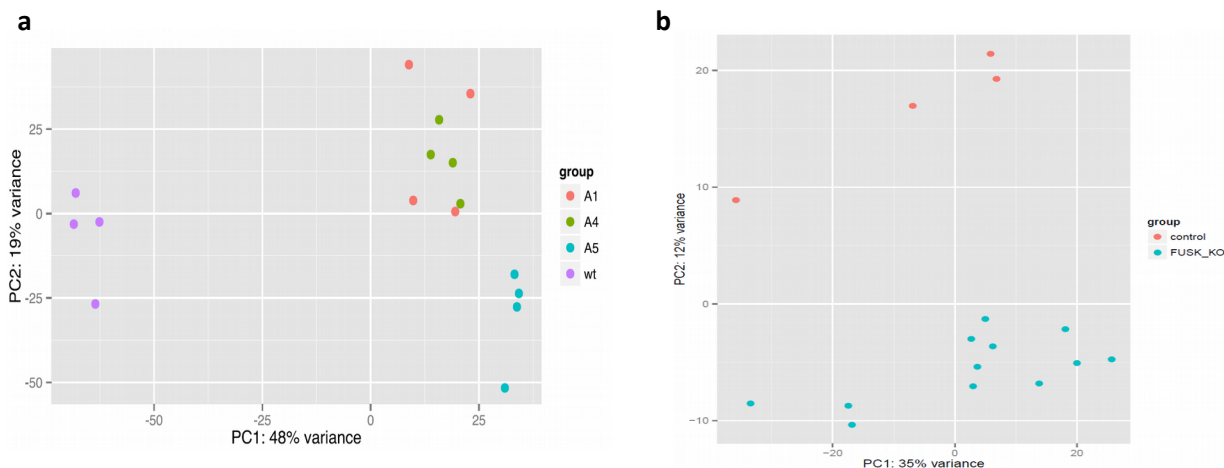 a
25
0
-25
-50
PC2: 19% variance
-50
-25
0
25
PC1: 48% variance
group
A1
A4
A5
wt
b
20
10
0
-10
PC2: 12% variance
-20
0
20
PC1: 35% variance
group
control
FUSK_KO